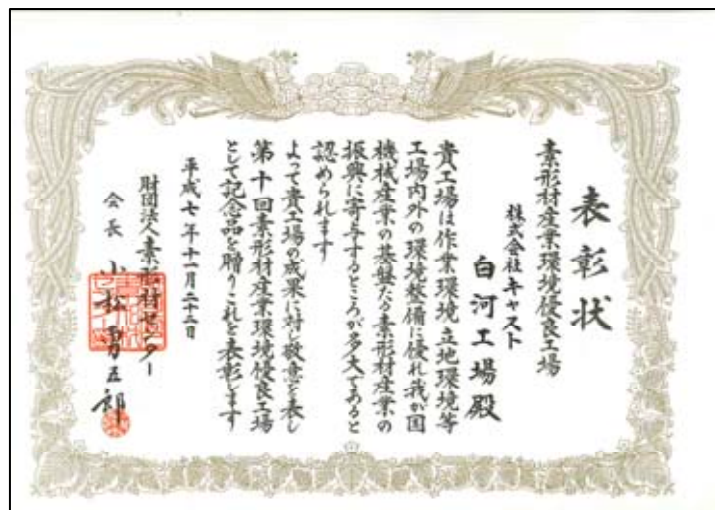 表彰状
素形材産業環境優良工場
株式会社キャスト
白河工場殿
貴工場は作業環境立地環境等
工場内外の環境整備に優れ我が国
機械産業の基盤たる素形材産業の
振興に寄与するところが多大であると
認められます
よって貴工場の成果に対し敬意を表し
第十回素形材産業環境優良工場
として記念品を贈りこれを表彰します
平成七年十一月二十二日
財団法人素形材センター
会長 小松勇五郎